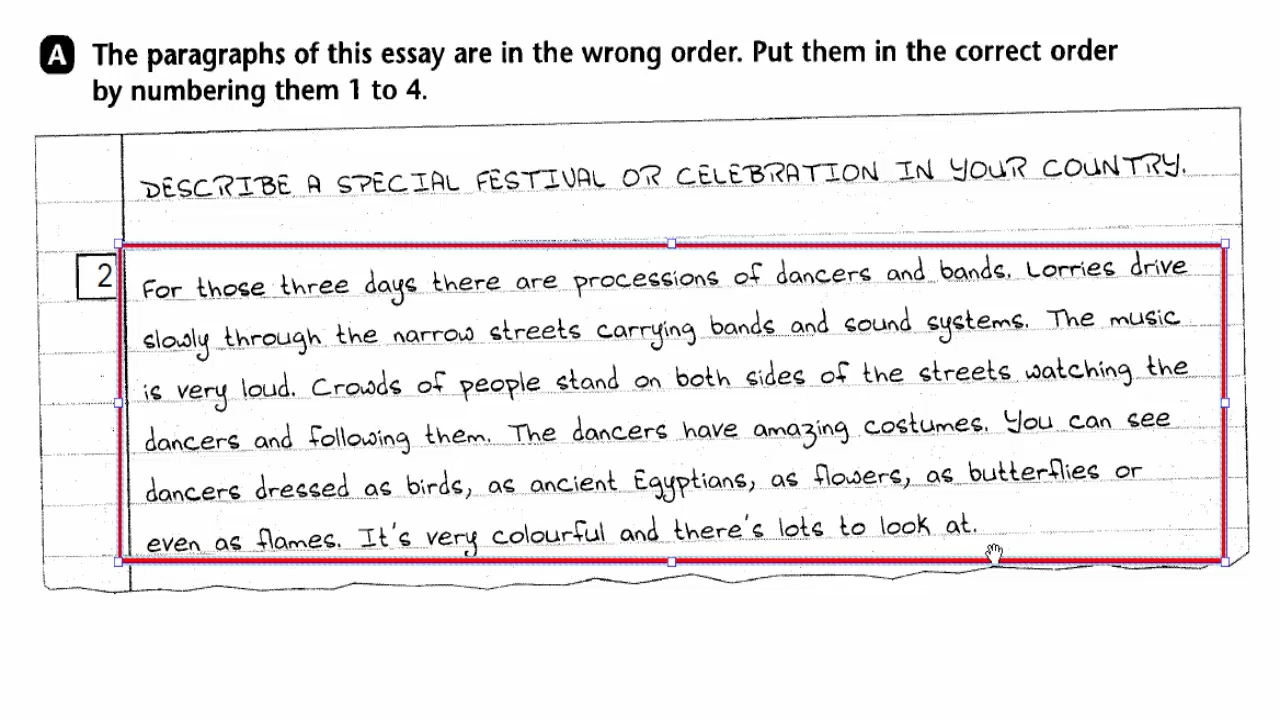 A The paragraphs of this essay are in the wrong order. Put them in the correct order
by numbering them 1 to 4.
DESCRIBE A SPECIAL FESTIVAL OR CELEBRATION IN YOUR COUNTRY.
2 For those three days there are processions of dancers and bands. Lorries drive
slowly through the narrow streets carrying bands and sound systems. The music
is very loud. Crowds of people stand on both sides of the streets watching the
dancers and following them. The dancers have amazing costumes. You can see
dancers dressed as birds, as ancient Egyptians, as flowers, as butterflies or
even as flames. It's very colourful and there's lots to look at.